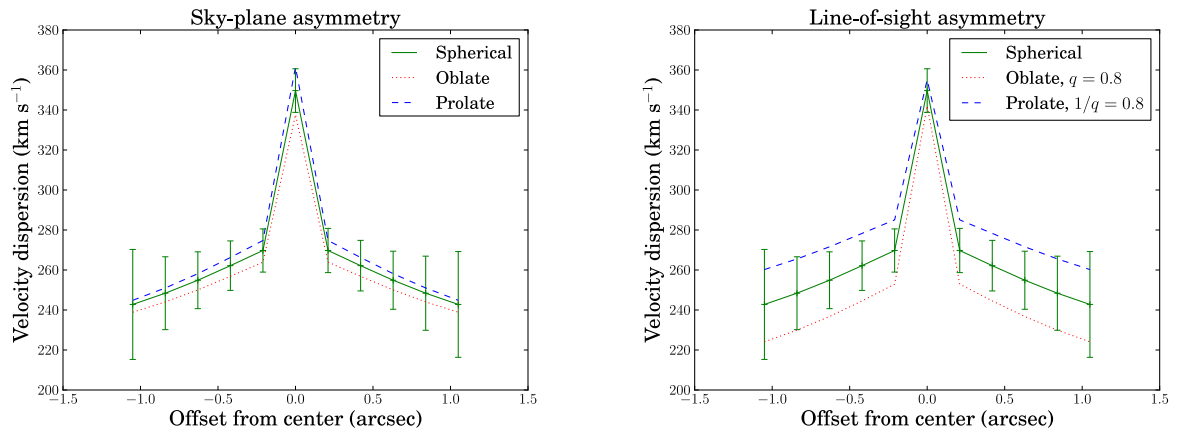 Sky-plane asymmetry
380
360
340
320
300
280
260
240
220
200
Velocity dispersion (km s⁻¹)
−1.5
−1.0
−0.5
0.0
0.5
1.0
1.5
Offset from center (arcsec)
Spherical
Oblate
Prolate
Line-of-sight asymmetry
380
360
340
320
300
280
260
240
220
200
Velocity dispersion (km s⁻¹)
−1.5
−1.0
−0.5
0.0
0.5
1.0
1.5
Offset from center (arcsec)
Spherical
Oblate, q = 0.8
Prolate, 1/q = 0.8